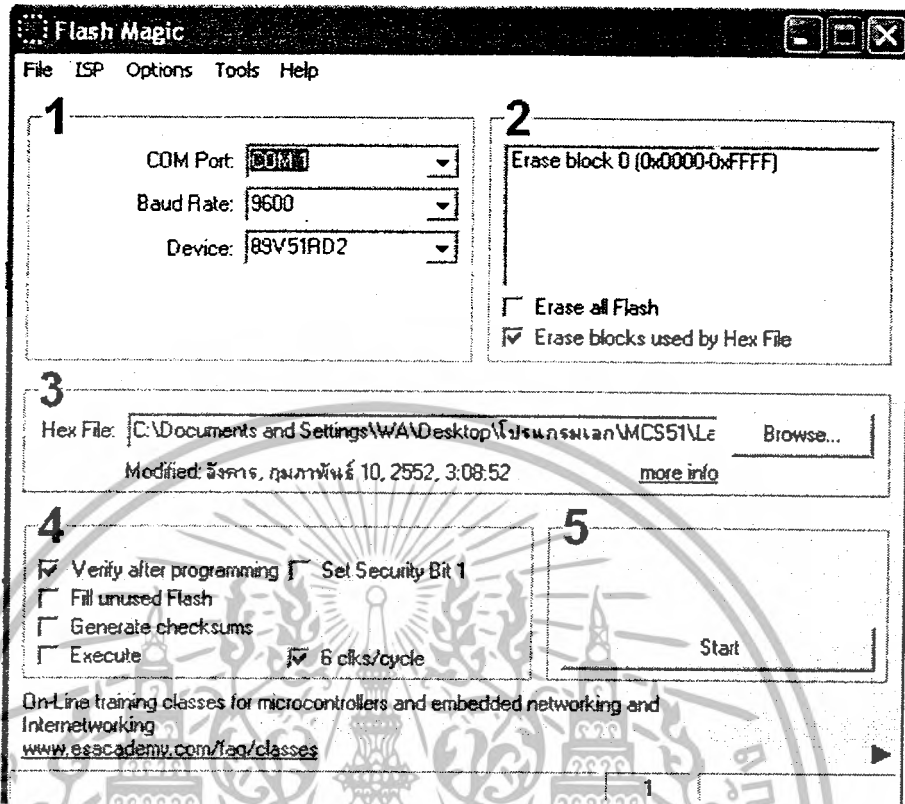 Flash Magic
File ISP Options Tools Help
1
COM Port: COM 1
Baud Rate: 9600
Device: 89V51RD2
2
Erase block 0 (0x0000-0xFFFF)
Erase all Flash
Erase blocks used by Hex File
3
Hex File: C:\Documents and Settings\WA\Desktop\โปรแกรมเลก\MCS51\La Browse...
Modified: อังคาร, กุมภาพันธ์ 10, 2552, 3:08:52 more info
4
Verify after programming Set Security Bit 1
Fill unused Flash
Generate checksums
Execute 6 clks/cycle
5
Start
On-Line training classes for microcontrollers and embedded networking and
Internetworking
www.esacademy.com/faq/classes
1